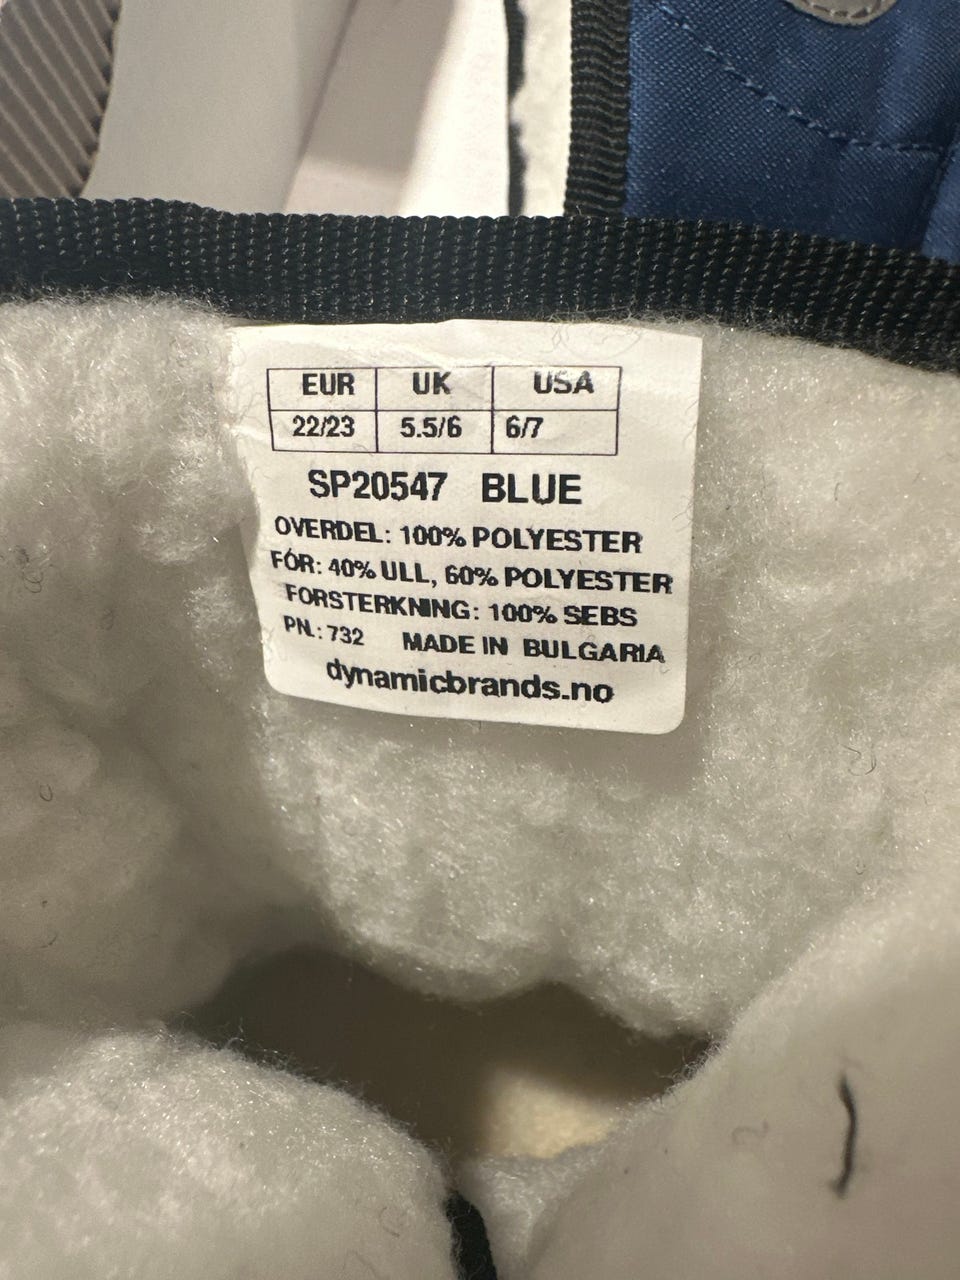 EUR UK USA
22/23 5.5/6 6/7
SP20547 BLUE
OVERDEL: 100% POLYESTER
FÓR: 40% ULL, 60% POLYESTER
FORSTERKNING: 100% SEBS
PN.: 732 MADE IN BULGARIA
dynamicbrands.no